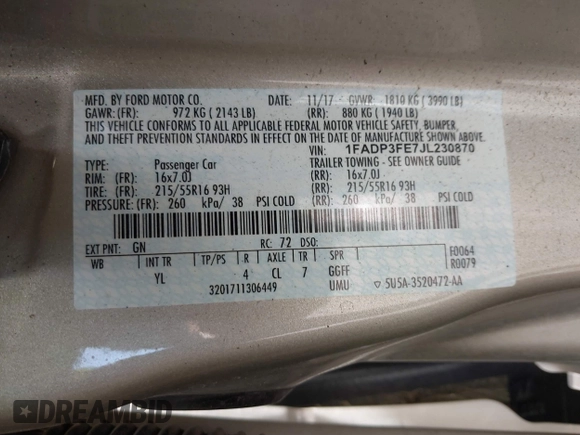 MFD. BY FORD MOTOR CO.
DATE: 11/17 GVWR: 1810 KG ( 3990 LB)
GAWR: (FR): 972 KG ( 2143 LB) (RR): 880 KG ( 1940 LB)
THIS VEHICLE CONFORMS TO ALL APPLICABLE FEDERAL MOTOR VEHICLE SAFETY, BUMPER,
AND THEFT PREVENTION STANDARDS IN EFFECT ON THE DATE OF MANUFACTURE SHOWN ABOVE.
VIN: 1FADP3FE7JL230870
TYPE: Passenger Car TRAILER TOWING - SEE OWNER GUIDE
RIM: (FR): 16x7.0J (RR): 16x7.0J
TIRE: (FR): 215/55R16 93H (RR): 215/55R16 93H
PRESSURE: (FR) 260 kPa/ 38 PSI COLD (RR): 260 kPa/ 38 PSI COLD
EXT PNT: GN RC: 72 DSO: F0064
WB INT TR TP/PS R AXLE TR SPR R0079
YL 4 CL 7 GGFF
3201711306449 UMU ▽ 5U5A-3520472-AA
DREAMBID